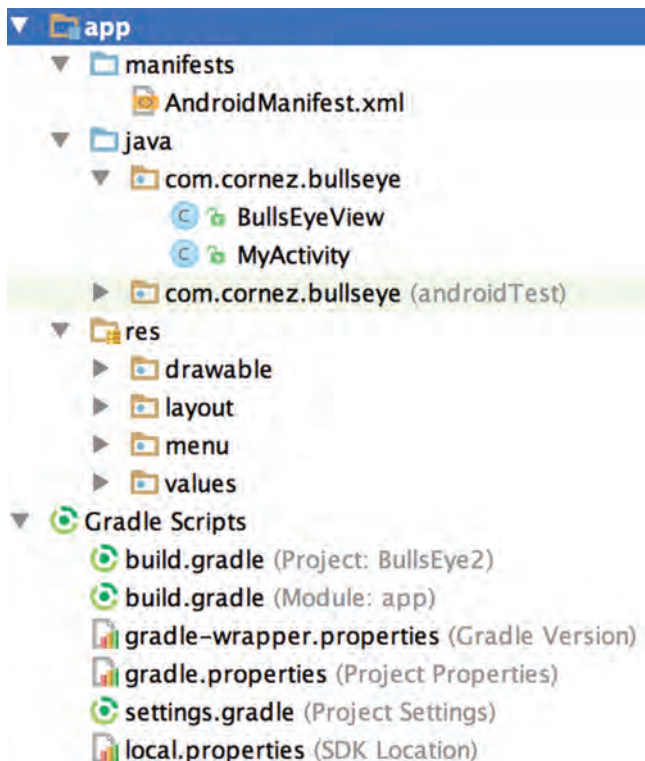 app
manifests
AndroidManifest.xml
java
com.cornez.bullseye
C BullsEyeView
C MyActivity
com.cornez.bullseye (androidTest)
res
drawable
layout
menu
values
Gradle Scripts
build.gradle (Project: BullsEye2)
build.gradle (Module: app)
gradle-wrapper.properties (Gradle Version)
gradle.properties (Project Properties)
settings.gradle (Project Settings)
local.properties (SDK Location)